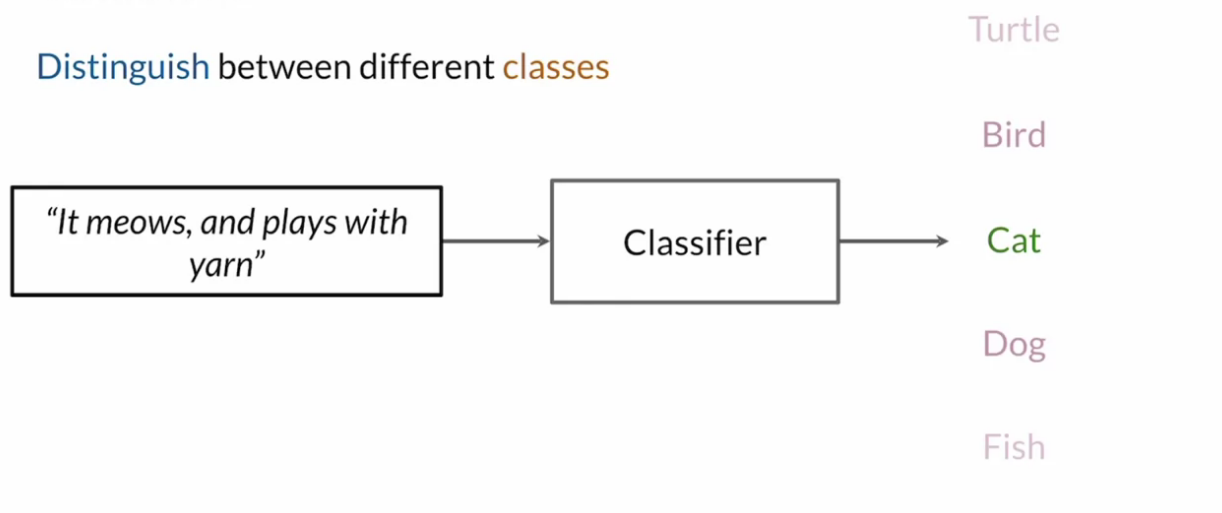 Distinguish between different classes
Turtle
Bird
“It meows, and plays with
yarn”
Classifier
Cat
Dog
Fish